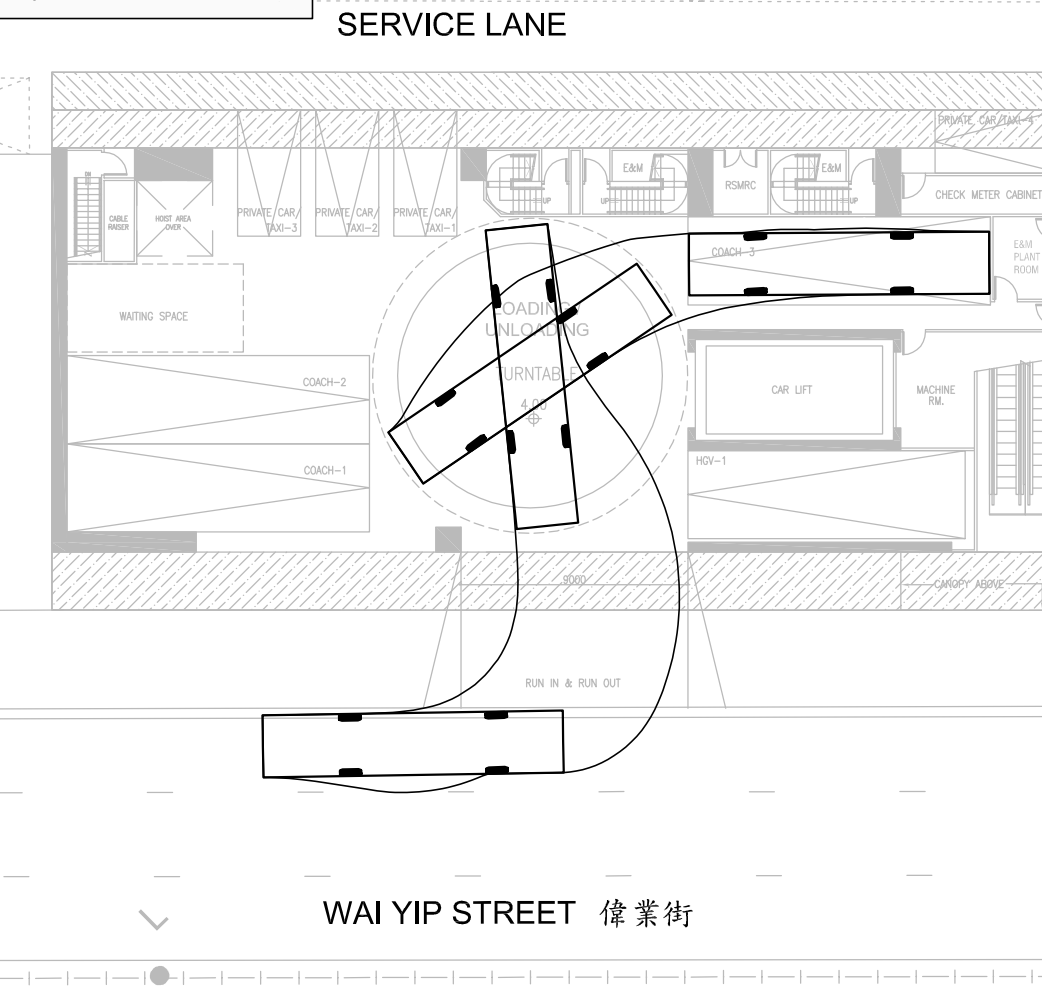 SERVICE LANE
PRIVATE CAR/TAXI-4
E&M
RSMRC
E&M
CHECK METER CABINET
DN
UP
UP
UP
CABLE
RAISER
HOIST AREA
OVER
PRIVATE CAR/
TAXI-3
PRIVATE CAR/
TAXI-2
PRIVATE CAR/
TAXI-1
COACH-3
E&M
PLANT
ROOM
WAITING SPACE
LOADING/
UNLOADING
TURNTABLE
4.00
COACH-2
CAR LIFT
MACHINE
RM.
COACH-1
HGV-1
9000
CANOPY ABOVE
RUN IN & RUN OUT
WAI YIP STREET 偉業街